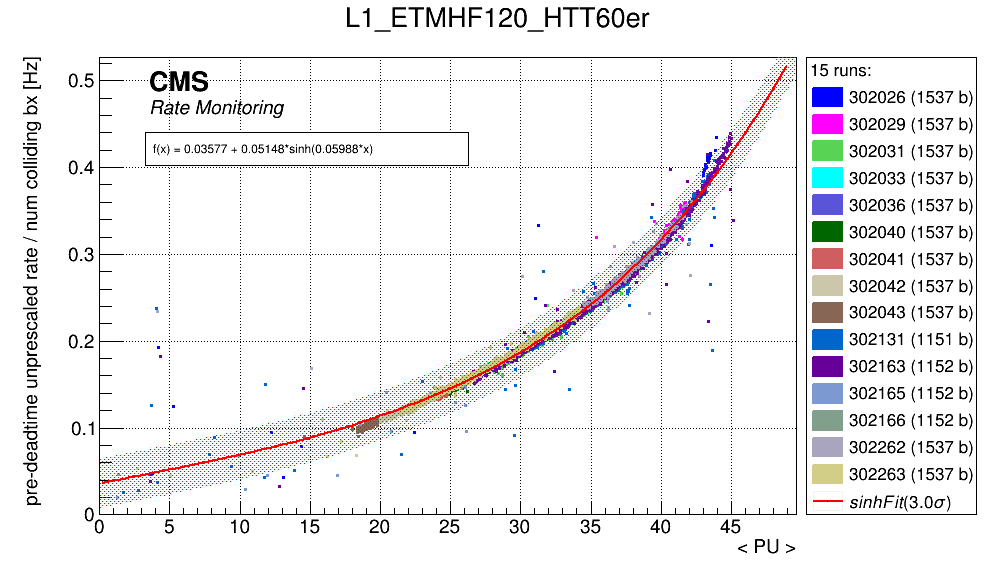 L1_ETMHF120_HTT60er
pre-deadtime unprescaled rate / num colliding bx [Hz]
CMS
Rate Monitoring
f(x) = 0.03577 + 0.05148*sinh(0.05988*x)
0.5
0.4
0.3
0.2
0.1
0
0 5 10 15 20 25 30 35 40 45
< PU >
15 runs:
302026 (1537 b)
302029 (1537 b)
302031 (1537 b)
302033 (1537 b)
302036 (1537 b)
302040 (1537 b)
302041 (1537 b)
302042 (1537 b)
302043 (1537 b)
302131 (1151 b)
302163 (1152 b)
302165 (1152 b)
302166 (1152 b)
302262 (1537 b)
302263 (1537 b)
sinhFit(3.0σ)